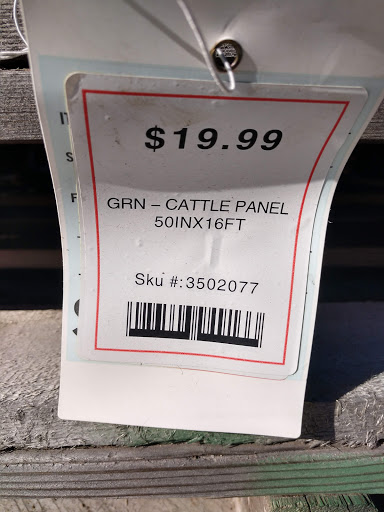 $19.99
GRN – CATTLE PANEL
50INX16FT
Sku #:3502077